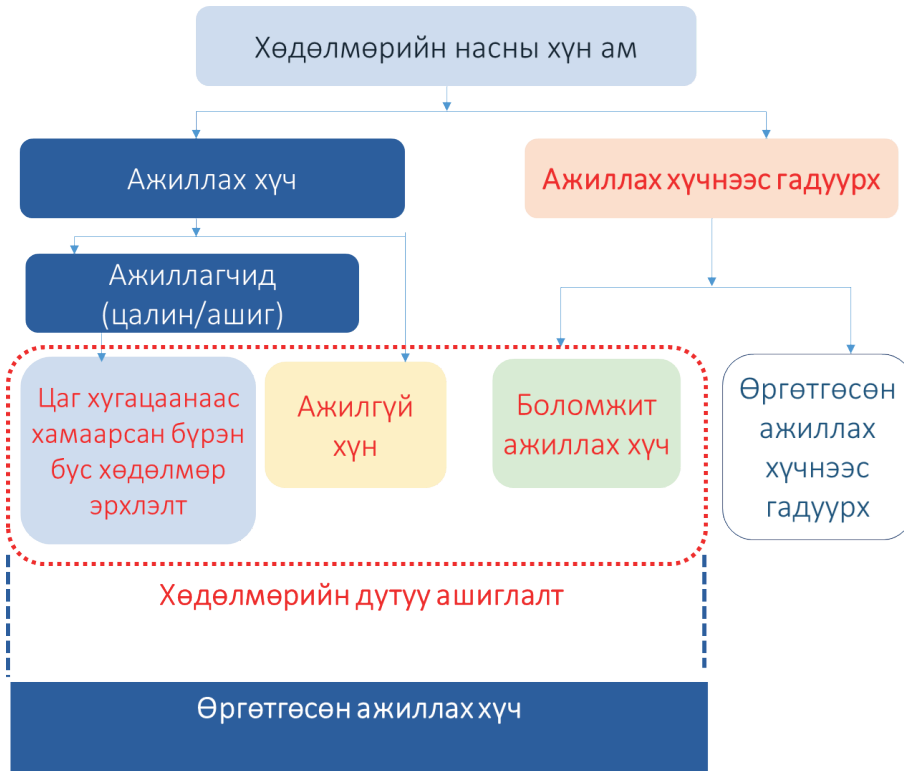 Хөдөлмөрийн насны хүн ам
Ажиллах хүч
Ажиллах хүчнээс гадуурх
Ажиллагчид
(цалин/ашиг)
Цаг хугацаанаас
хамаарсан бүрэн
бус хөдөлмөр
эрхлэлт
Ажилгүй
хүн
Боломжит
ажиллах хүч
Өргөтгөсөн
ажиллах
хүчнээс
гадуурх
Хөдөлмөрийн дутуу ашиглалт
Өргөтгөсөн ажиллах хүч